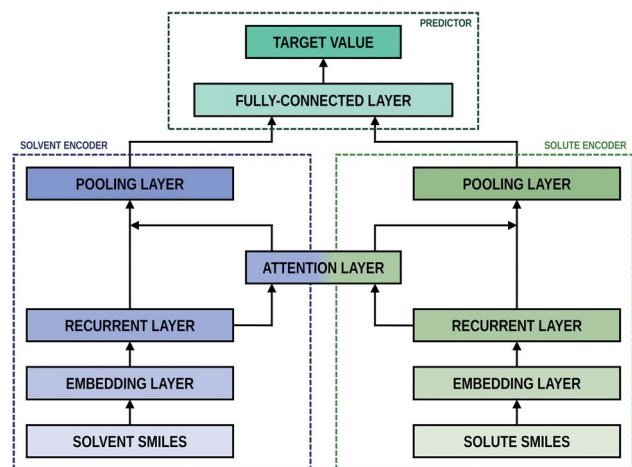 PREDICTOR
TARGET VALUE
FULLY-CONNECTED LAYER
SOLVENT ENCODER
SOLUTE ENCODER
POOLING LAYER
POOLING LAYER
ATTENTION LAYER
RECURRENT LAYER
RECURRENT LAYER
EMBEDDING LAYER
EMBEDDING LAYER
SOLVENT SMILES
SOLUTE SMILES